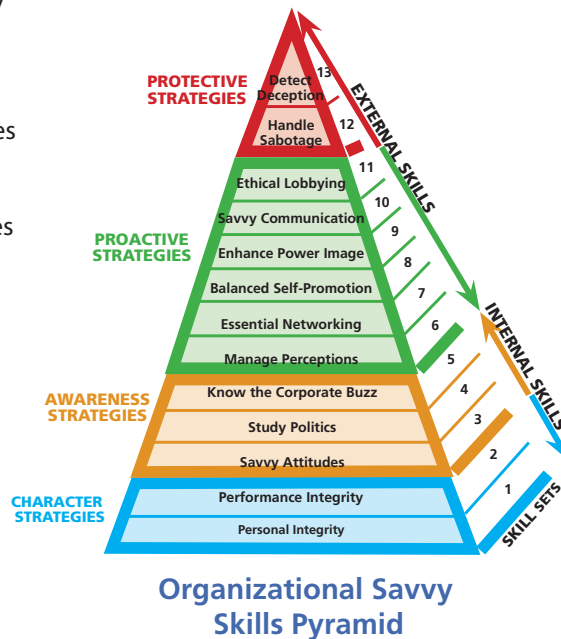 y
es
es
PROTECTIVE
STRATEGIES
Detect
Deception
Handle
Sabotage
PROACTIVE
STRATEGIES
Ethical Lobbying
Savvy Communication
Enhance Power Image
Balanced Self-Promotion
Essential Networking
Manage Perceptions
AWARENESS
STRATEGIES
Know the Corporate Buzz
Study Politics
Savvy Attitudes
CHARACTER
STRATEGIES
Performance Integrity
Personal Integrity
13
12
11
10
9
8
7
6
5
4
3
2
1
EXTERNAL SKILLS
INTERNAL SKILLS
SKILL SETS
Organizational Savvy
Skills Pyramid